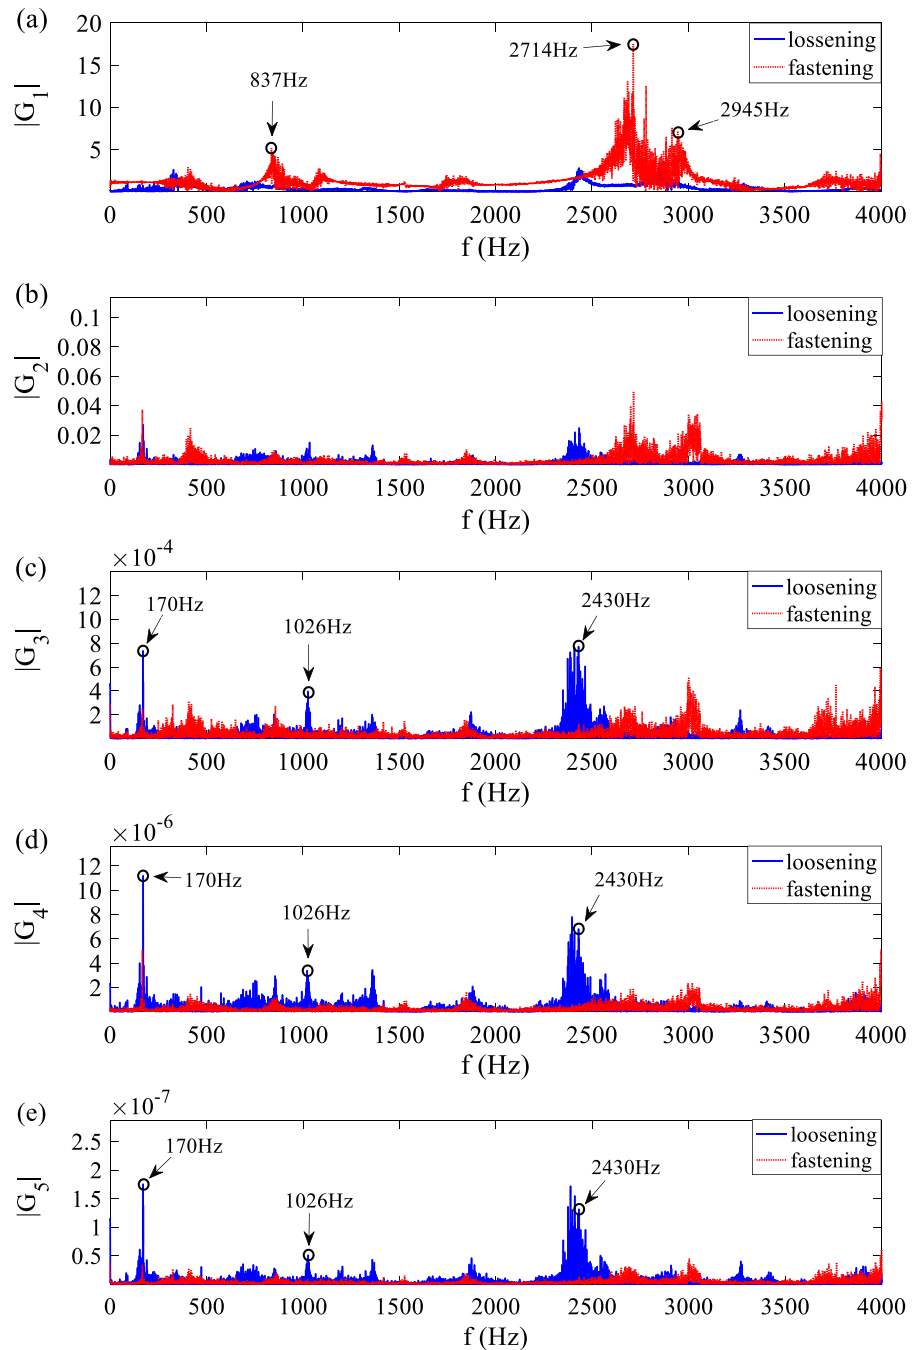 (a)
20
15
10
5
|G1|
837Hz
2714Hz
2945Hz
lossening
fastening
0 500 1000 1500 2000 2500 3000 3500 4000
f (Hz)
(b)
0.1
0.08
0.06
0.04
0.02
|G2|
loosening
fastening
0 500 1000 1500 2000 2500 3000 3500 4000
f (Hz)
(c)
×10-4
12
10
8
6
4
2
|G3|
170Hz
1026Hz
2430Hz
loosening
fastening
0 500 1000 1500 2000 2500 3000 3500 4000
f (Hz)
(d)
×10-6
12
10
8
6
4
2
|G4|
170Hz
1026Hz
2430Hz
loosening
fastening
0 500 1000 1500 2000 2500 3000 3500 4000
f (Hz)
(e)
×10-7
2.5
2
1.5
1
0.5
|G5|
170Hz
1026Hz
2430Hz
loosening
fastening
0 500 1000 1500 2000 2500 3000 3500 4000
f (Hz)